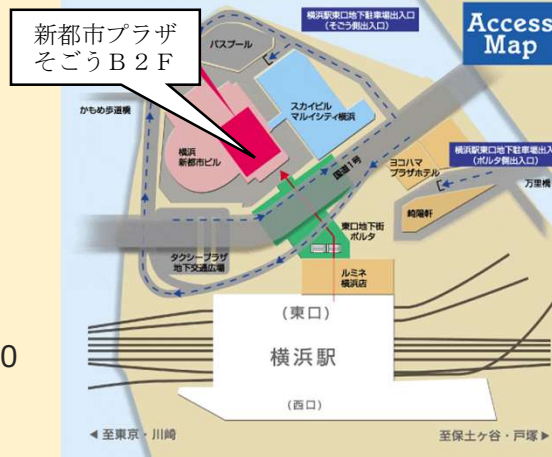 新都市プラザ
そごうB2F
横浜駅東口地下駐車場出入口
(そごう側出入口)
Access
Map
バスプール
かもめ歩道橋
スカイビル
マルイシティ横浜
横浜
新都市ビル
国道1号
ヨコハマ
プラザホテル
横浜駅東口地下駐車場出入
(ポルタ側出入口)
万里橋
崎陽軒
東口地下街
ポルタ
タクシープラザ
地下交通広場
ルミネ
横浜店
(東口)
0
横浜駅
(西口)
◀至東京・川崎
至保土ヶ谷・戸塚▶